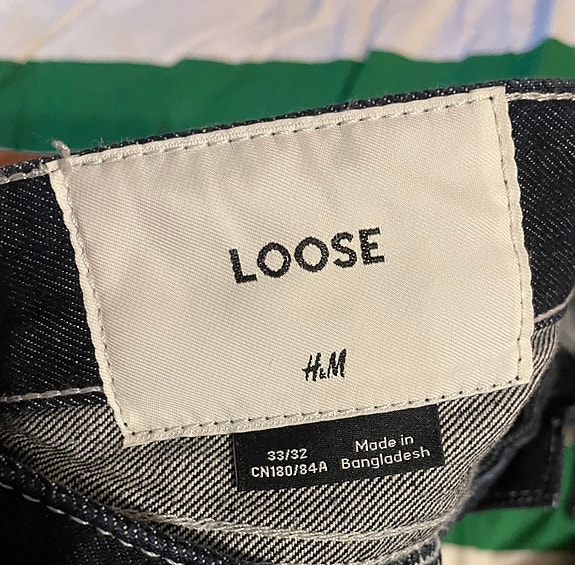 LOOSE
H&M
33/32
CN180/84A
Made in
Bangladesh